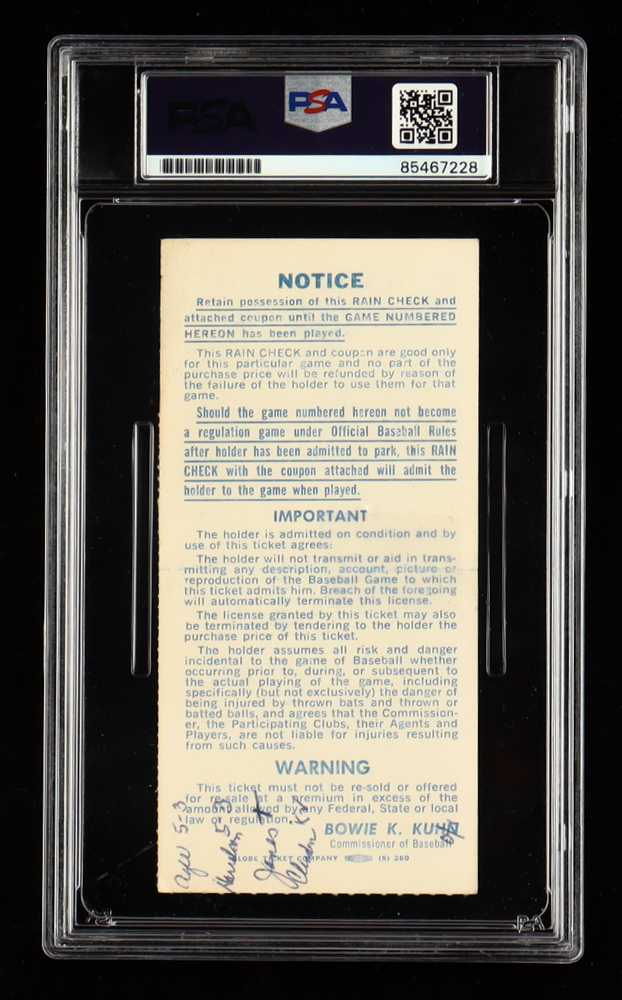 PSA
PSA
85467228
NOTICE
Retain possession of this RAIN CHECK and
attached coupon until the GAME NUMBERED
HEREON has been played.
This RAIN CHECK and coupon are good only
for this particular game and no part of the
purchase price will be refunded by reason of
the failure of the holder to use them for that
game.
Should the game numbered hereon not become
a regulation game under Official Baseball Rules
after holder has been admitted to park, this RAIN
CHECK with the coupon attached will admit the
holder to the game when played.
IMPORTANT
The holder is admitted on condition and by
use of this ticket agrees:
The holder will not transmit or aid in trans-
mitting any description, account, picture or
reproduction of the Baseball Game to which
this ticket admits him. Breach of the foregoing
will automatically terminate this license.
The license granted by this ticket may also
be terminated by tendering to the holder the
purchase price of this ticket.
The holder assumes all risk and danger
incidental to the game of Baseball whether
occurring prior to, during, or subsequent to
the actual playing of the game, including
specifically (but not exclusively) the danger of
being injured by thrown bats and thrown or
batted balls, and agrees that the Commission-
er, the Participating Clubs, their Agents and
Players, are not liable for injuries resulting
from such causes.
WARNING
This ticket must not be re-sold or offered
for re-sale at a premium in excess of the
amount allowed by any Federal, State or local
law or regulation.
BOWIE K. KUHN
Commissioner of Baseball
GLOBE TICKET COMPANY (S) 260
Agee 5-3
5-3
Jones
PSA